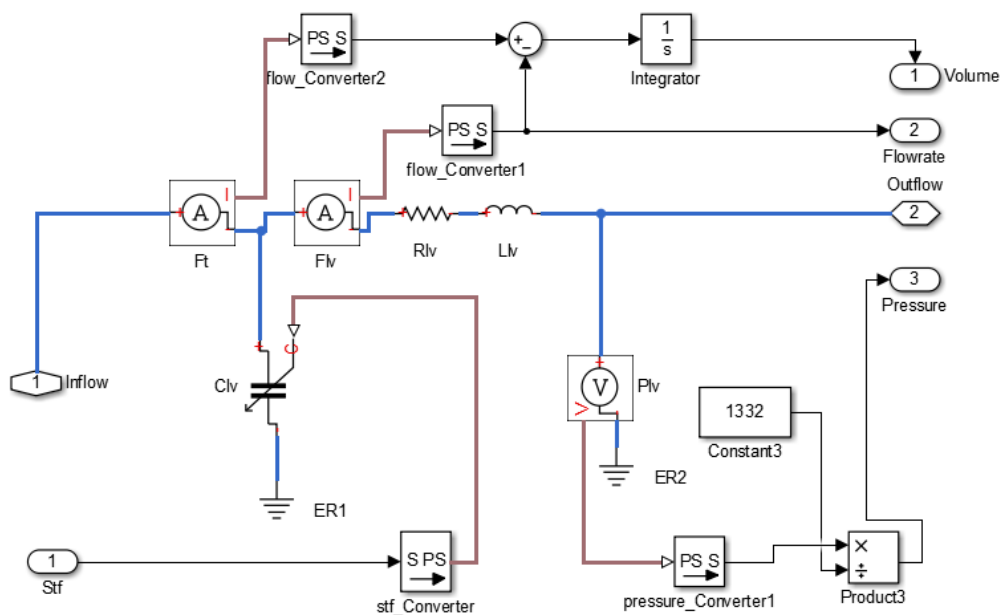 PS S
flow_Converter2
+
−
1
s
Integrator
1
Volume
PS S
flow_Converter1
2
Flowrate
Outflow
2
I
+
A
Ft
I
+
A
Flv
+
Rlv
+
Llv
3
Pressure
1
Inflow
+
C
Clv
ER1
+
V
V
Plv
ER2
1332
Constant3
1
Stf
S PS
stf_Converter
PS S
pressure_Converter1
×
÷
Product3